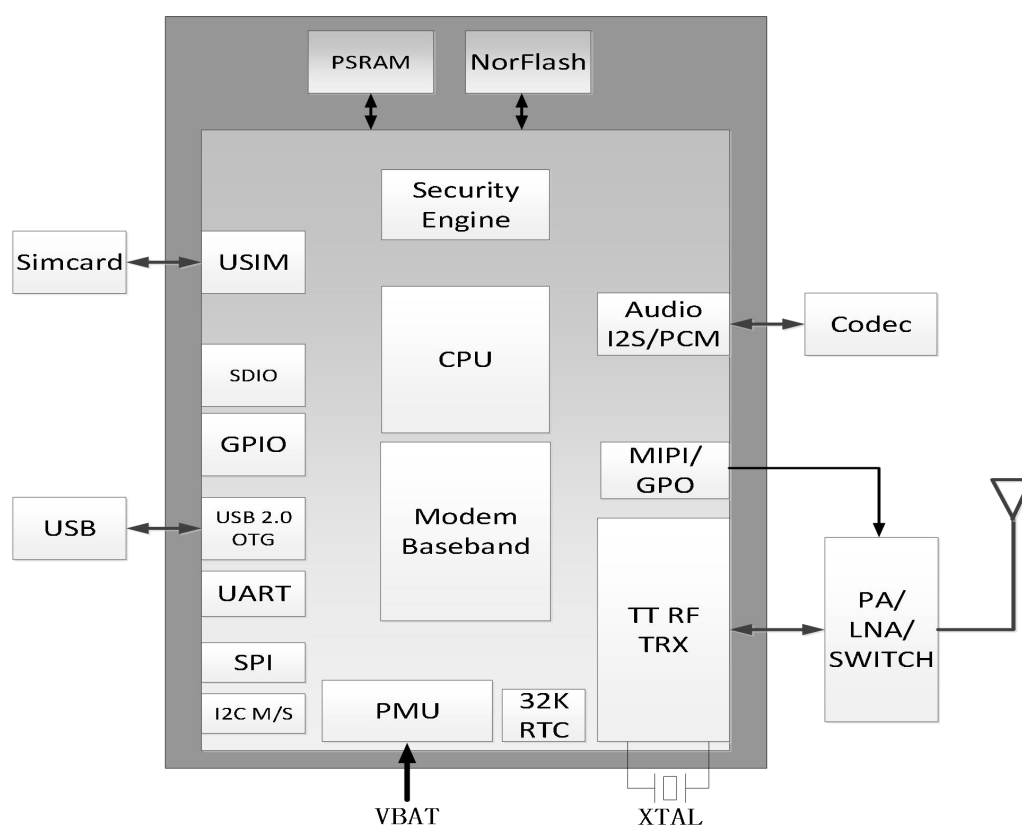 PSRAM
NorFlash
Security
Engine
Simcard
USIM
Audio
I2S/PCM
Codec
SDIO
CPU
GPIO
MIPI/
GPO
USB
USB 2.0
OTG
Modem
Baseband
UART
TT RF
TRX
PA/
LNA/
SWITCH
SPI
I2C M/S
PMU
32K
RTC
VBAT
XTAL